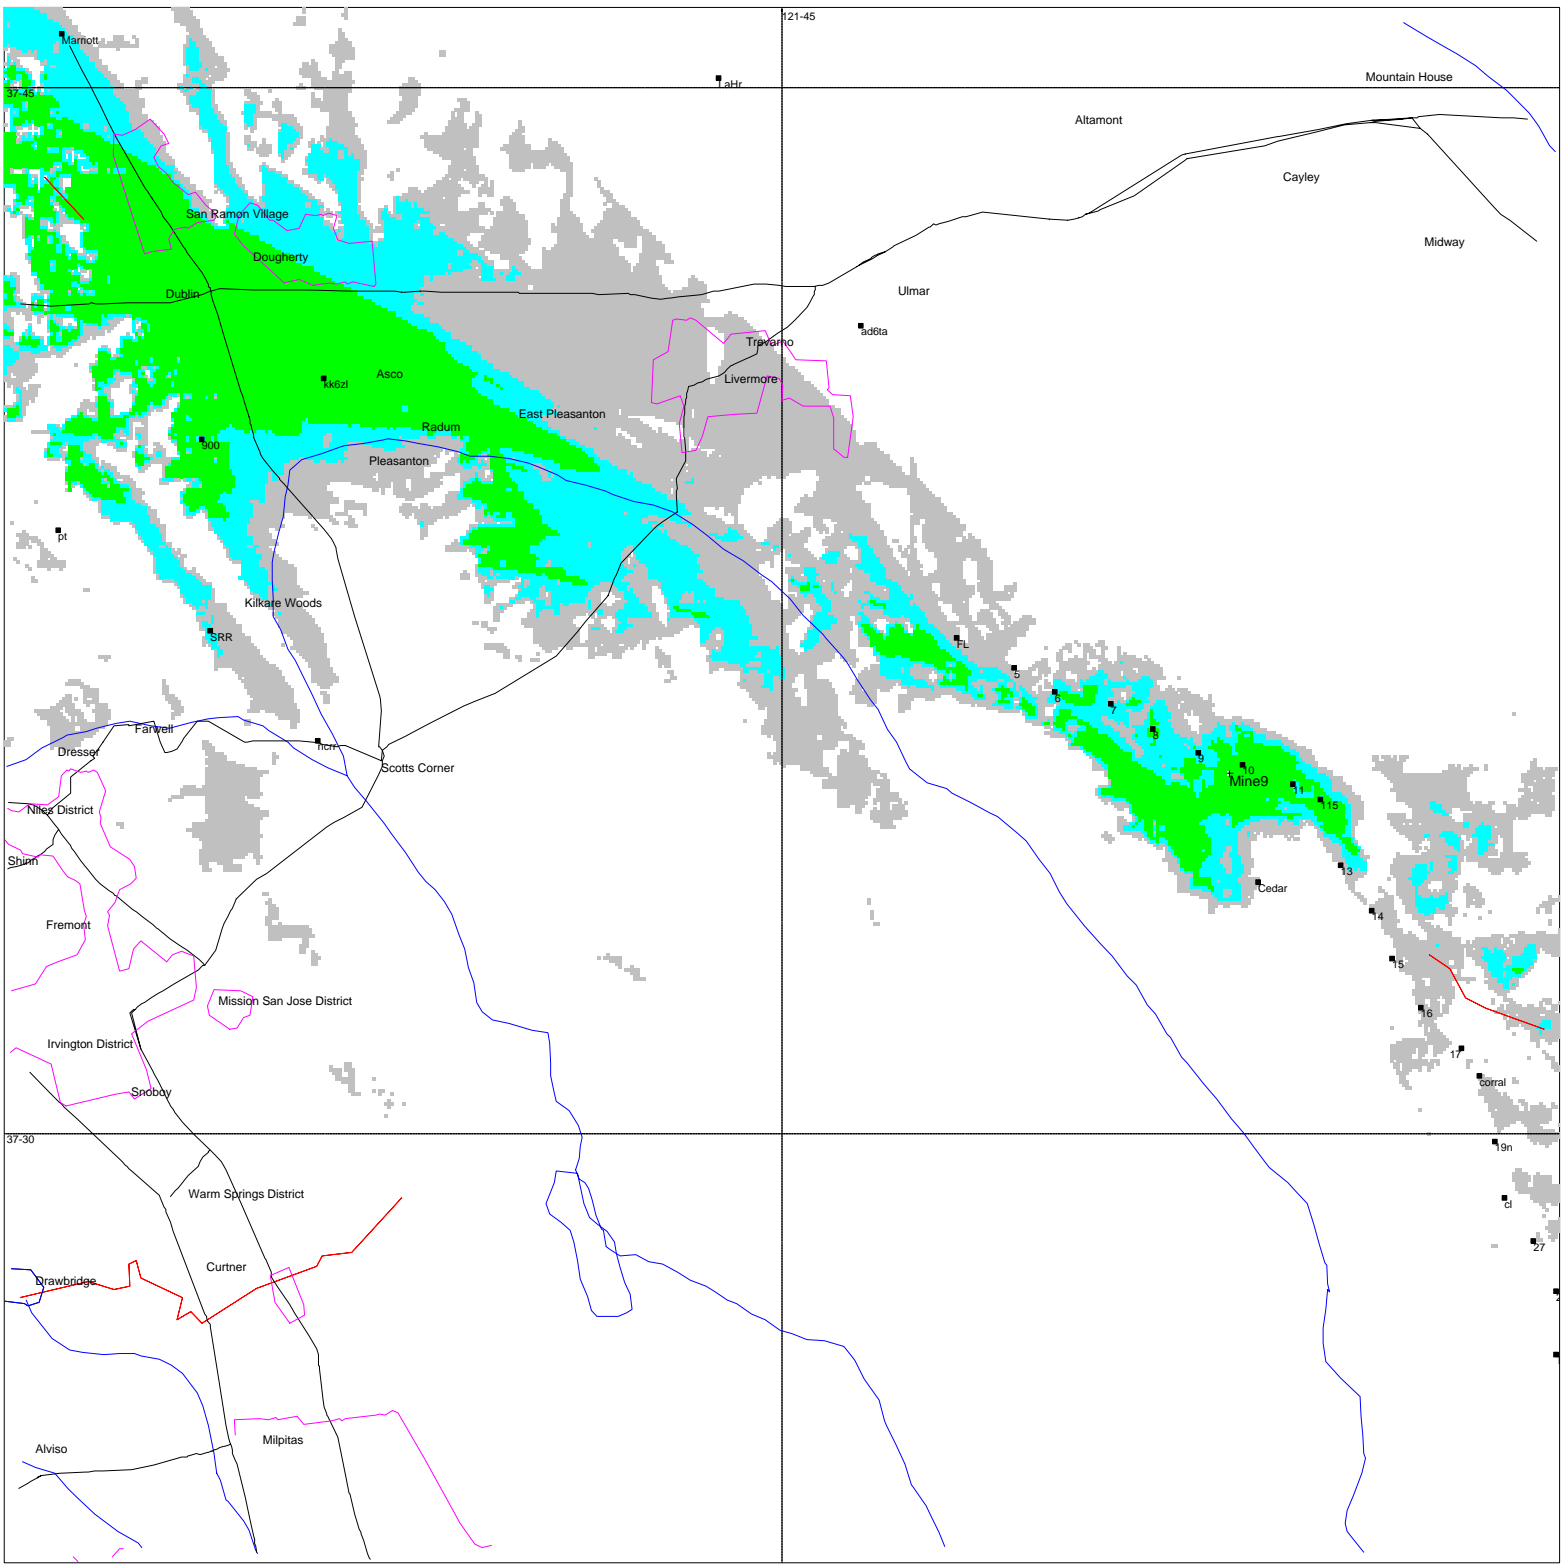 121-45
Marriott
LaHr
Mountain House
37-45
Altamont
Cayley
San Ramon Village
Midway
Dougherty
Dublin
Ulmar
ad6ta
Trevarno
Asco
kk6zl
Livermore
East Pleasanton
Radum
900
Pleasanton
pt
Kilkare Woods
SRR
FL
5
6
7
8
Farwell
ncrr
Dresser
9
Scotts Corner
10
Mine9
11
115
Niles District
Shinn
13
Cedar
14
Fremont
15
Mission San Jose District
16
Irvington District
17
corral
Snoboy
37-30
19n
Warm Springs District
cl
27
Curtner
Drawbridge
Milpitas
Alviso